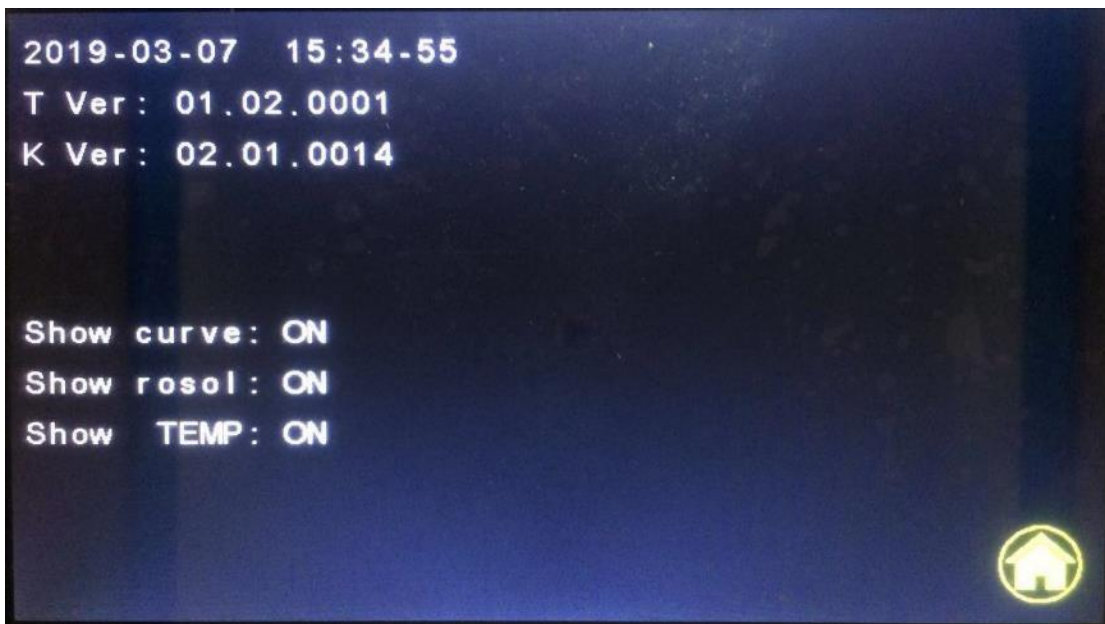 2019-03-07 15:34-55
T Ver: 01.02.0001
K Ver: 02.01.0014
Show curve: ON
Show rosol: ON
Show TEMP: ON